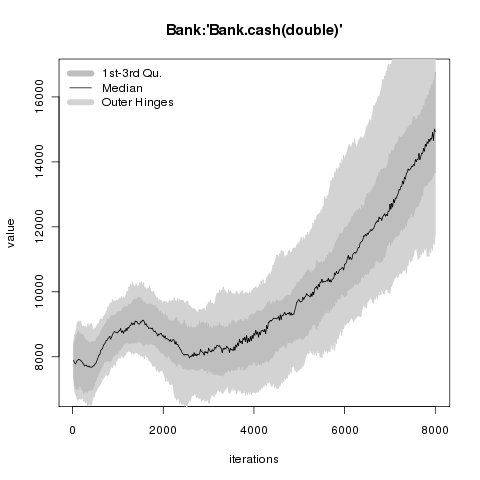 Bank:'Bank.cash(double)'
1st-3rd Qu.
Median
Outer Hinges
16000
14000
12000
10000
8000
value
0 2000 4000 6000 8000
iterations